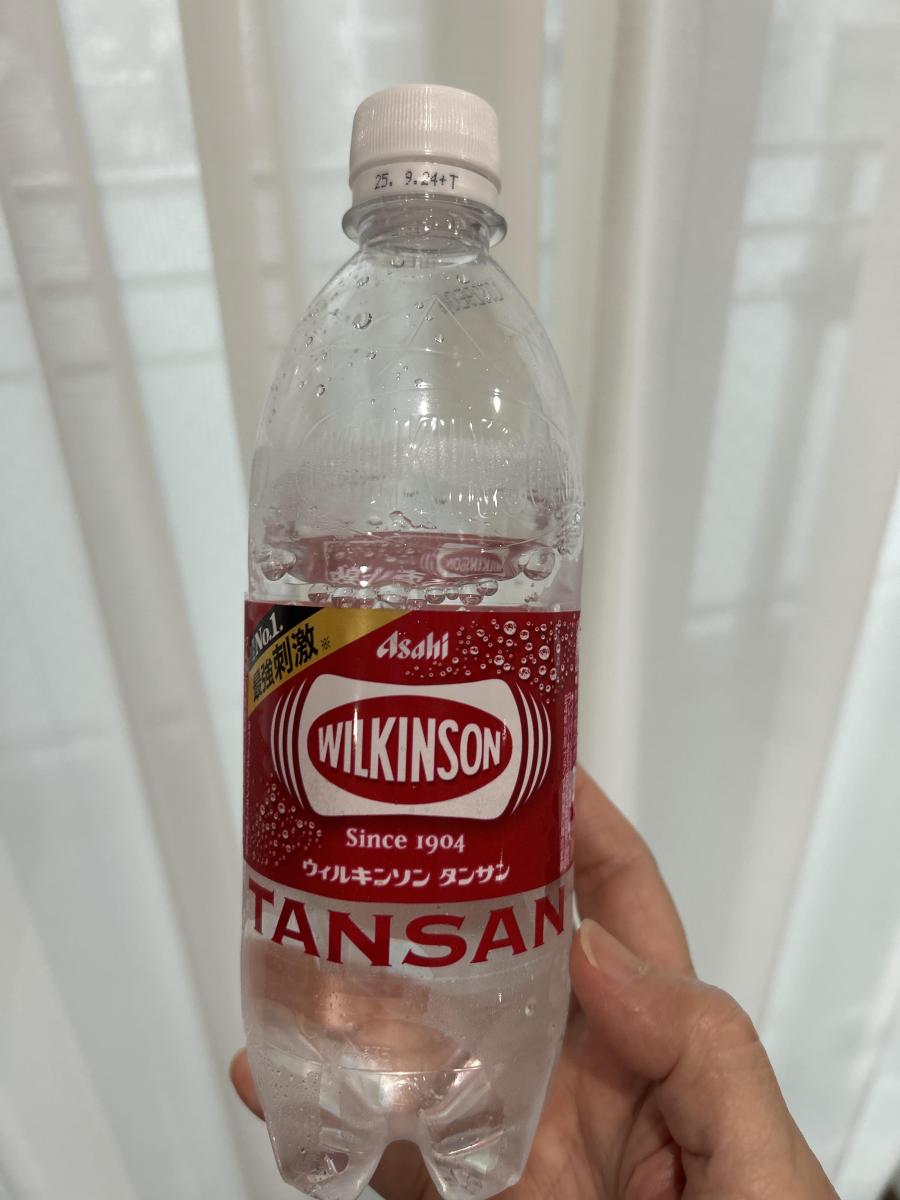 25. 9.24+T
No.1.
最強刺激※
Asahi
WILKINSON
Since 1904
ウィルキンソン タンサン
TANSAN